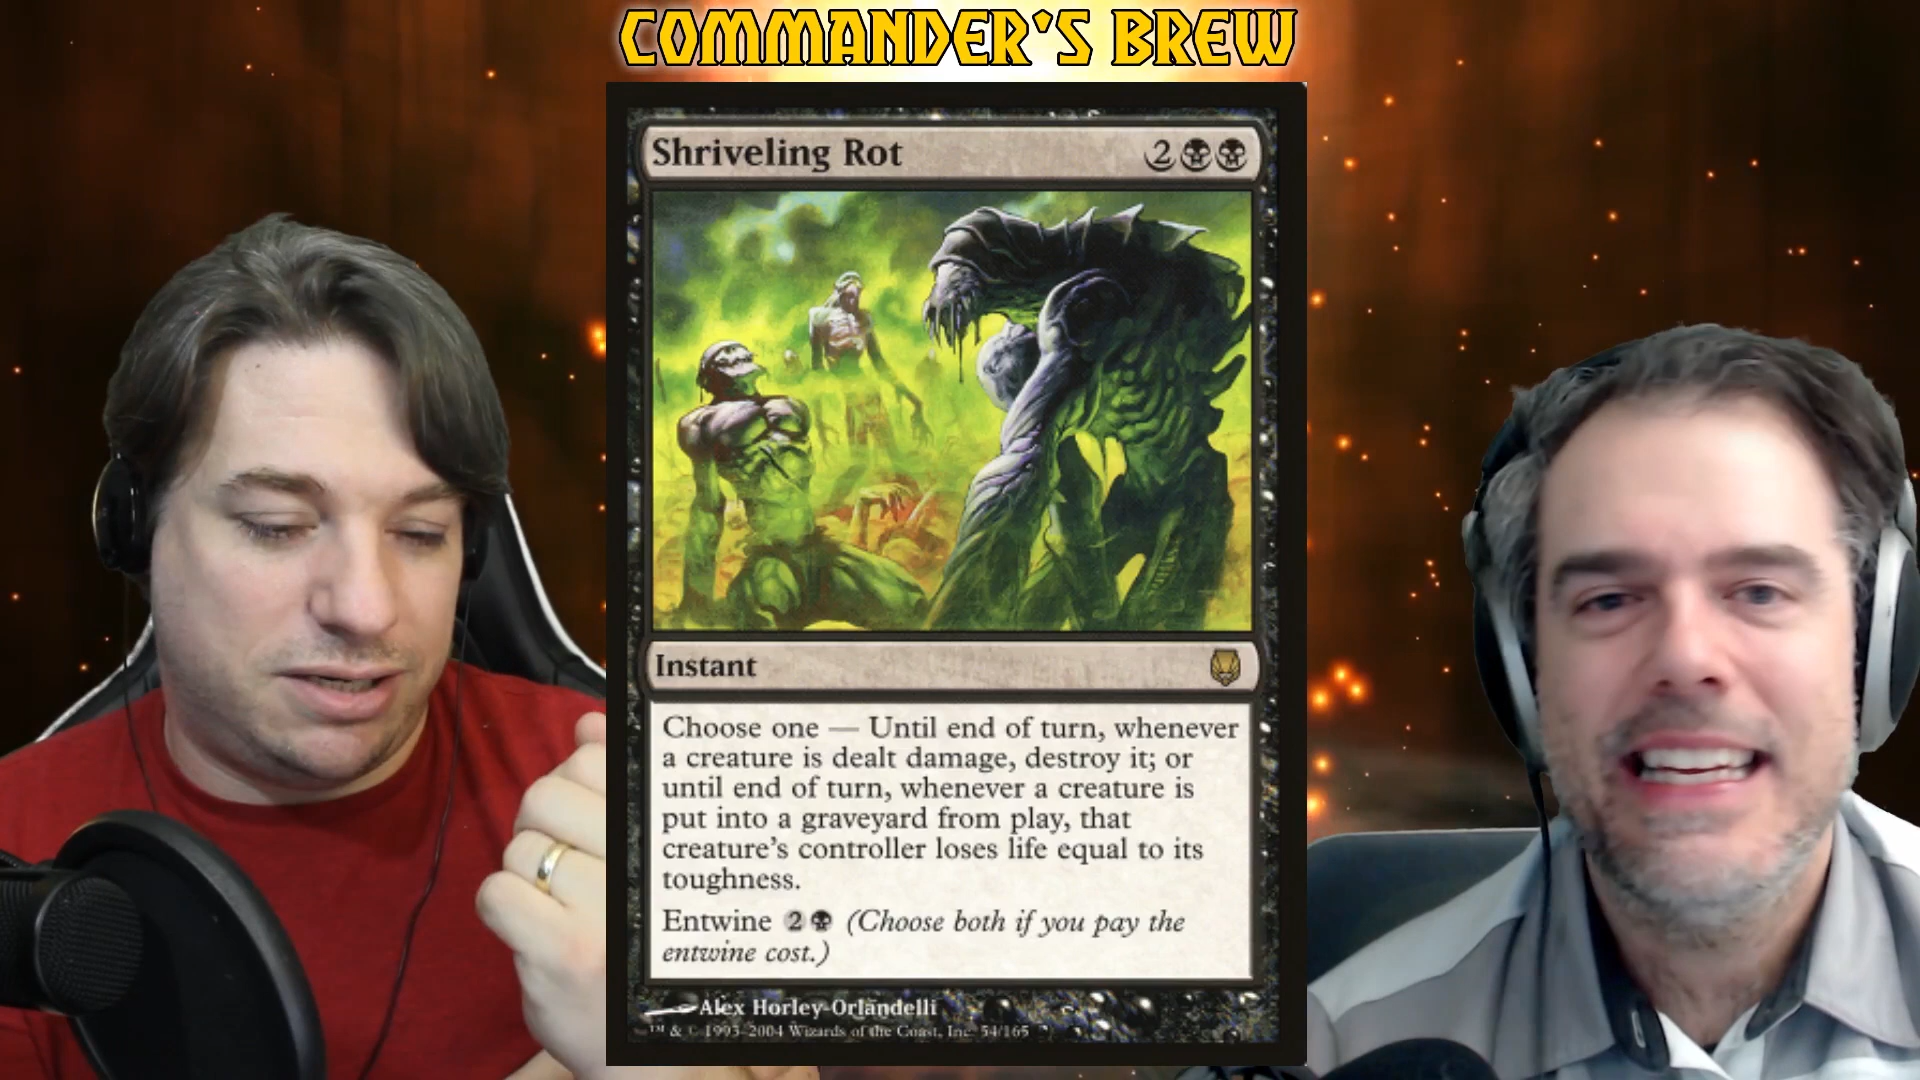 COMMANDER'S BREW
Shriveling Rot 2
Instant
Choose one — Until end of turn, whenever
a creature is dealt damage, destroy it; or
until end of turn, whenever a creature is
put into a graveyard from play, that
creature's controller loses life equal to its
toughness.
Entwine 2 (Choose both if you pay the
entwine cost.)
Alex Horley-Orlandelli
™ & © 1993–2004 Wizards of the Coast, Inc. 54/165